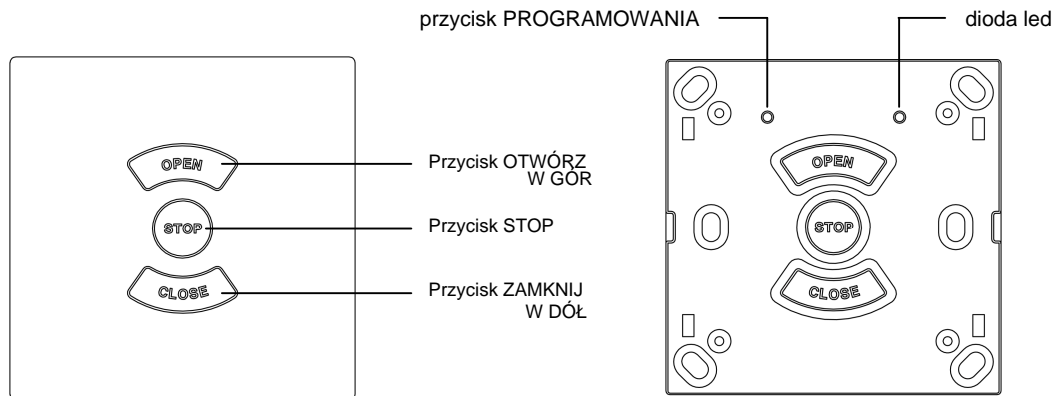 przycisk PROGRAMOWANIA
dioda led
OPEN
STOP
CLOSE
Przycisk OTWÓRZ
W GÓR
Przycisk STOP
Przycisk ZAMKNIJ
W DÓŁ
OPEN
STOP
CLOSE